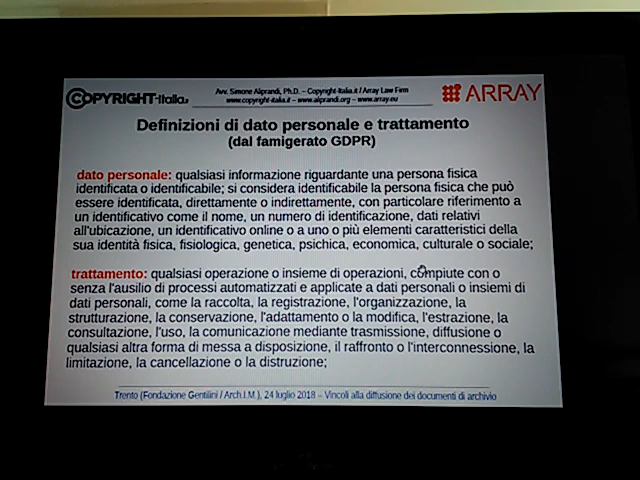 COPYRIGHT-Italia.it
Avv. Simone Aliprandi, Ph.D. – Copyright-Italia.it / Array Law Firm
www.copyright-italia.it – www.aliprandi.org – www.array.eu
ARRAY
Definizioni di dato personale e trattamento
(dal famigerato GDPR)
dato personale: qualsiasi informazione riguardante una persona fisica
identificata o identificabile; si considera identificabile la persona fisica che può
essere identificata, direttamente o indirettamente, con particolare riferimento a
un identificativo come il nome, un numero di identificazione, dati relativi
all'ubicazione, un identificativo online o a uno o più elementi caratteristici della
sua identità fisica, fisiologica, genetica, psichica, economica, culturale o sociale;
trattamento: qualsiasi operazione o insieme di operazioni, compiute con o
senza l'ausilio di processi automatizzati e applicate a dati personali o insiemi di
dati personali, come la raccolta, la registrazione, l'organizzazione, la
strutturazione, la conservazione, l'adattamento o la modifica, l'estrazione, la
consultazione, l'uso, la comunicazione mediante trasmissione, diffusione o
qualsiasi altra forma di messa a disposizione, il raffronto o l'interconnessione, la
limitazione, la cancellazione o la distruzione;
Trento (Fondazione Gentilini / Arch.I.M.), 24 luglio 2018 – Vincoli alla diffusione dei documenti di archivio